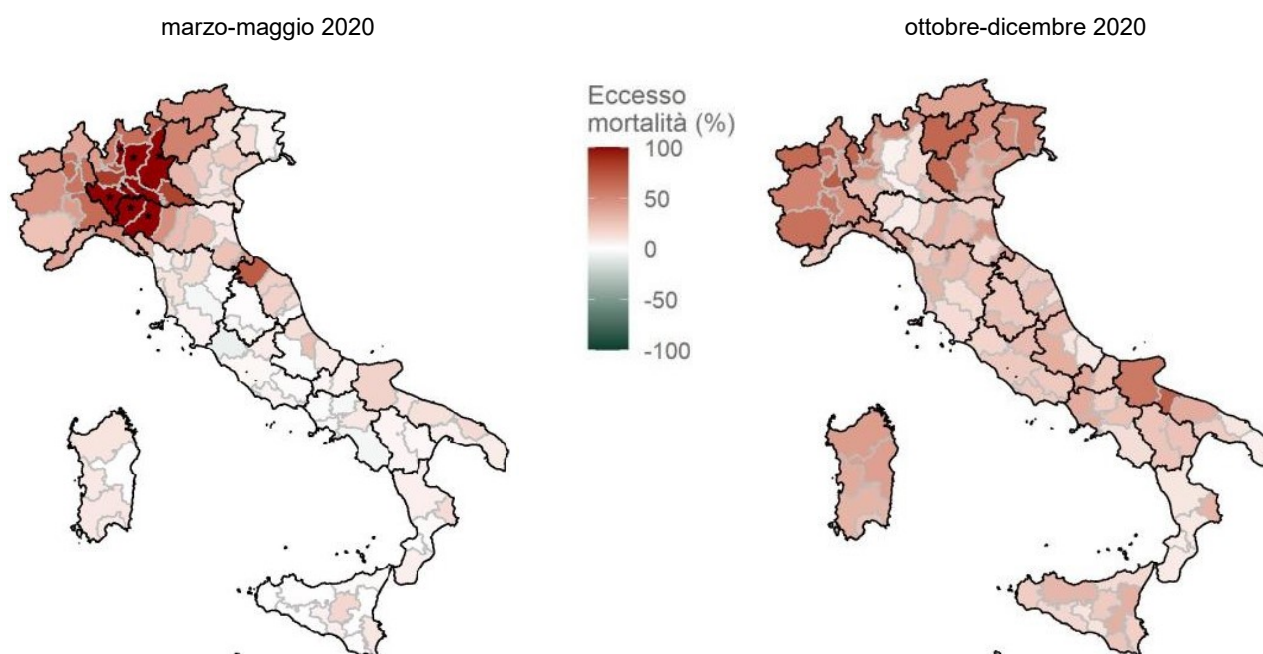 marzo-maggio 2020
ottobre-dicembre 2020
Eccesso
mortalità (%)
100
50
0
-50
-100